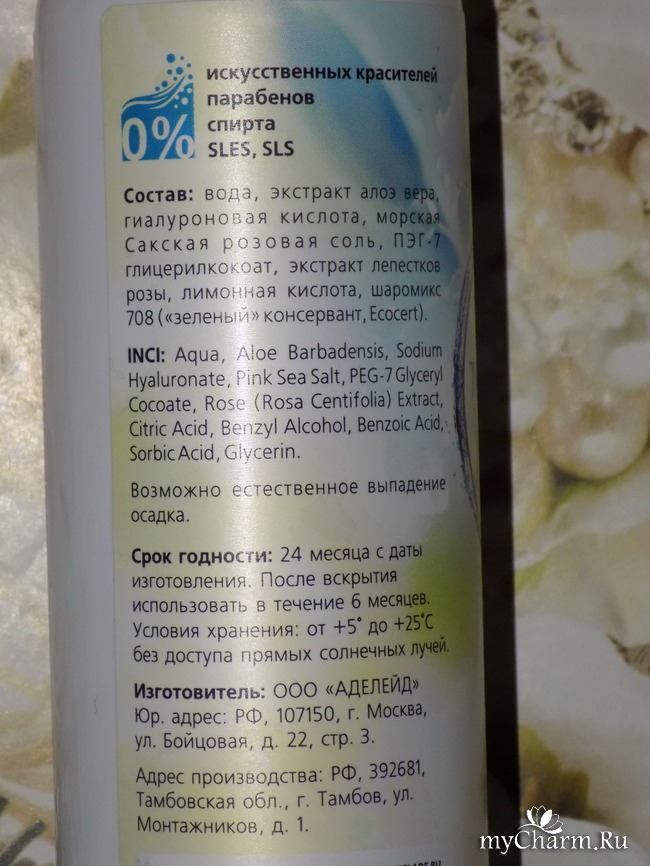 0%
искусственных красителей
парабенов
спирта
SLES, SLS
Состав: вода, экстракт алоэ вера,
гиалуроновая кислота, морская
Сакская розовая соль, ПЭГ-7
глицерилкокоат, экстракт лепестков
розы, лимонная кислота, шаромикс
708 («зеленый» консервант, Ecocert).
INCI: Aqua, Aloe Barbadensis, Sodium
Hyaluronate, Pink Sea Salt, PEG-7 Glyceryl
Cocoate, Rose (Rosa Centifolia) Extract,
Citric Acid, Benzyl Alcohol, Benzoic Acid,
Sorbic Acid, Glycerin.
Возможно естественное выпадение
осадка.
Срок годности: 24 месяца с даты
изготовления. После вскрытия
использовать в течение 6 месяцев.
Условия хранения: от +5° до +25°С
без доступа прямых солнечных лучей.
Изготовитель: ООО «АДЕЛЕЙД»
Юр. адрес: РФ, 107150, г. Москва,
ул. Бойцовая, д. 22, стр. 3.
Адрес производства: РФ, 392681,
Тамбовская обл., г. Тамбов, ул.
Монтажников, д. 1.
myCharm.Ru